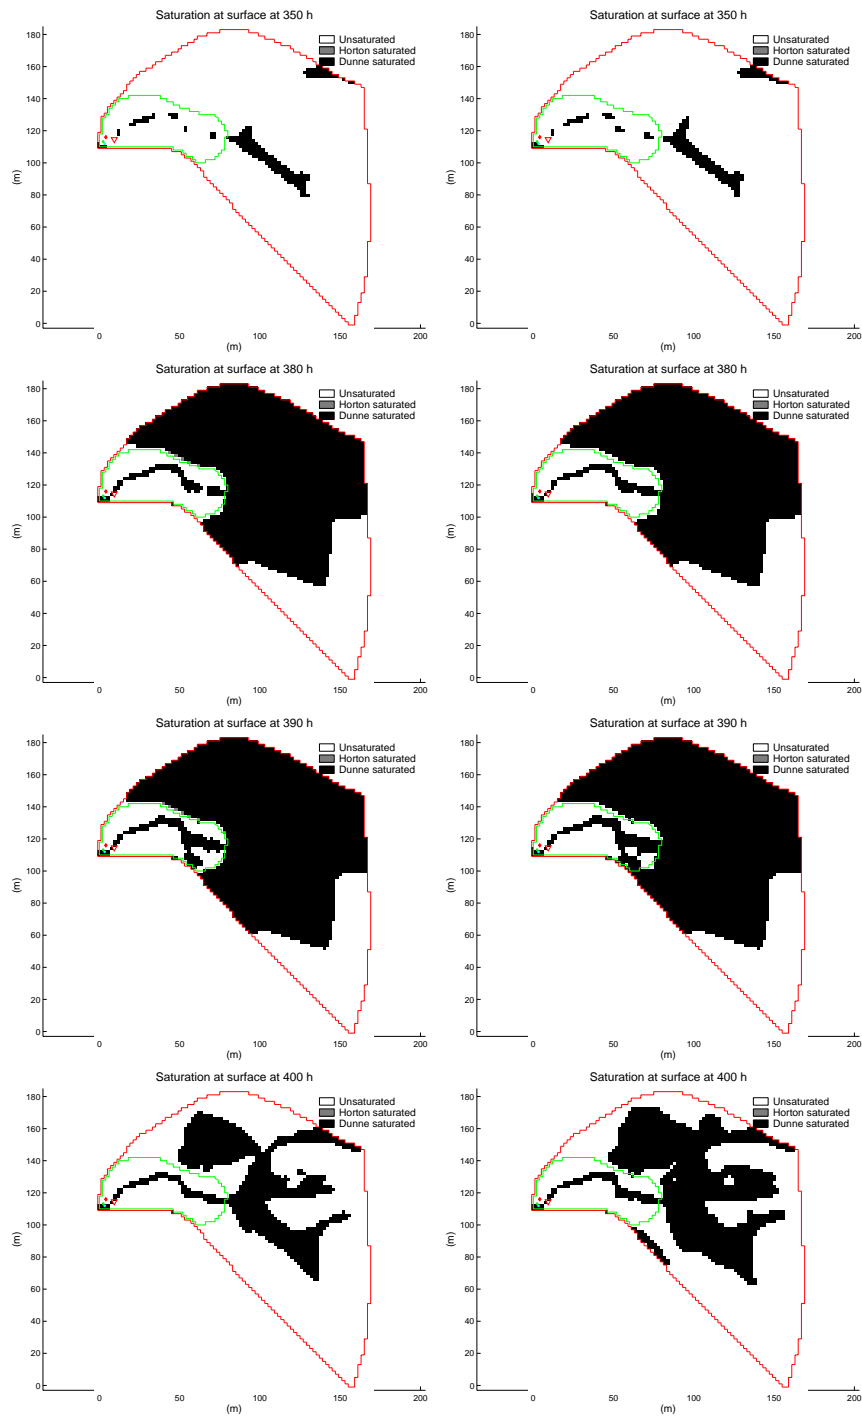 Saturation at surface at 350 h
Unsaturated
Horton saturated
Dunne saturated
180
160
140
120
100
80
60
40
20
0
(m)
0 50 100 150 200
(m)
Saturation at surface at 350 h
Unsaturated
Horton saturated
Dunne saturated
180
160
140
120
100
80
60
40
20
0
(m)
0 50 100 150 200
(m)
Saturation at surface at 380 h
Unsaturated
Horton saturated
Dunne saturated
180
160
140
120
100
80
60
40
20
0
(m)
0 50 100 150 200
(m)
Saturation at surface at 380 h
Unsaturated
Horton saturated
Dunne saturated
180
160
140
120
100
80
60
40
20
0
(m)
0 50 100 150 200
(m)
Saturation at surface at 390 h
Unsaturated
Horton saturated
Dunne saturated
180
160
140
120
100
80
60
40
20
0
(m)
0 50 100 150 200
(m)
Saturation at surface at 390 h
Unsaturated
Horton saturated
Dunne saturated
180
160
140
120
100
80
60
40
20
0
(m)
0 50 100 150 200
(m)
Saturation at surface at 400 h
Unsaturated
Horton saturated
Dunne saturated
180
160
140
120
100
80
60
40
20
0
(m)
0 50 100 150 200
(m)
Saturation at surface at 400 h
Unsaturated
Horton saturated
Dunne saturated
180
160
140
120
100
80
60
40
20
0
(m)
0 50 100 150 200
(m)